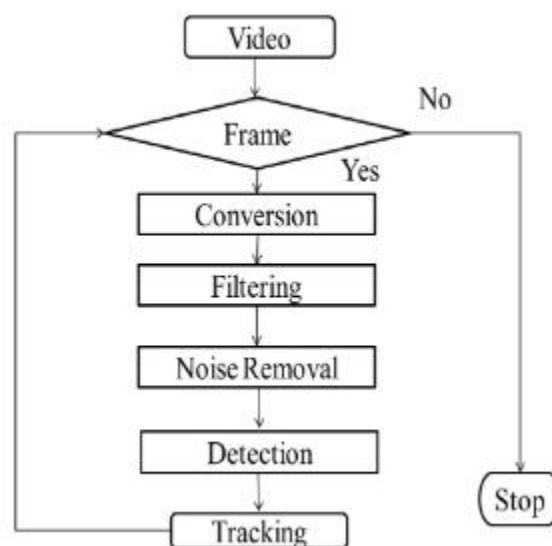 Video
No
Frame
Yes
Conversion
Filtering
Noise Removal
Detection
Stop
Tracking